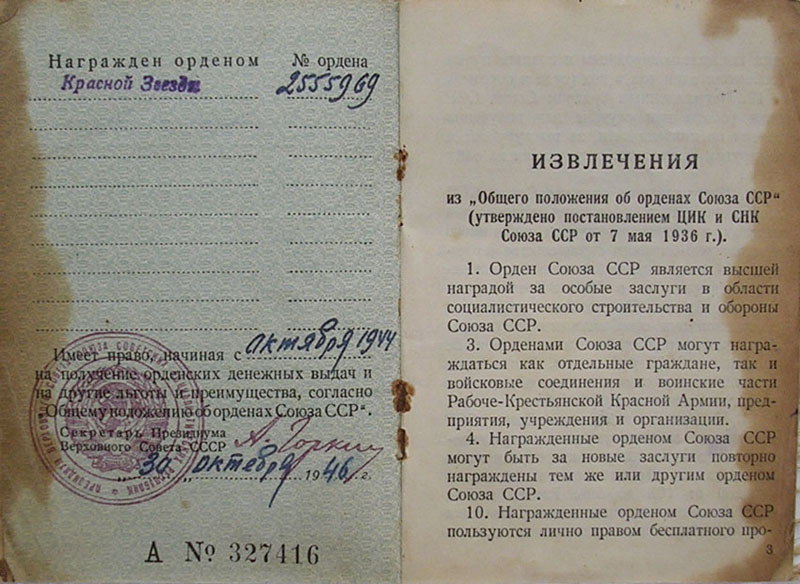 Награжден орденом
№ ордена
Красной Звезды
2555969
Имеет право, начиная с октября 1944
на получение орденских денежных выдач и
на другие льготы и преимущества, согласно
"Общему положению об орденах Союза ССР".
Секретарь Президиума
Верховного Совета СССР
А. Горкин
"30" октября 1946 г.
А № 327416
ИЗВЛЕЧЕНИЯ
из „Общего положения об орденах Союза ССР“
(утверждено постановлением ЦИК и СНК
Союза ССР от 7 мая 1936 г.).
1. Орден Союза ССР является высшей
наградой за особые заслуги в области
социалистического строительства и обороны
Союза ССР.
3. Орденами Союза ССР могут награ-
ждаться как отдельные граждане, так и
войсковые соединения и воинские части
Рабоче-Крестьянской Красной Армии, пред-
приятия, учреждения и организации.
4. Награжденные орденом Союза ССР
могут быть за новые заслуги повторно
награждены тем же или другим орденом
Союза ССР.
10. Награжденные орденом Союза ССР
пользуются лично правом бесплатного про-
3